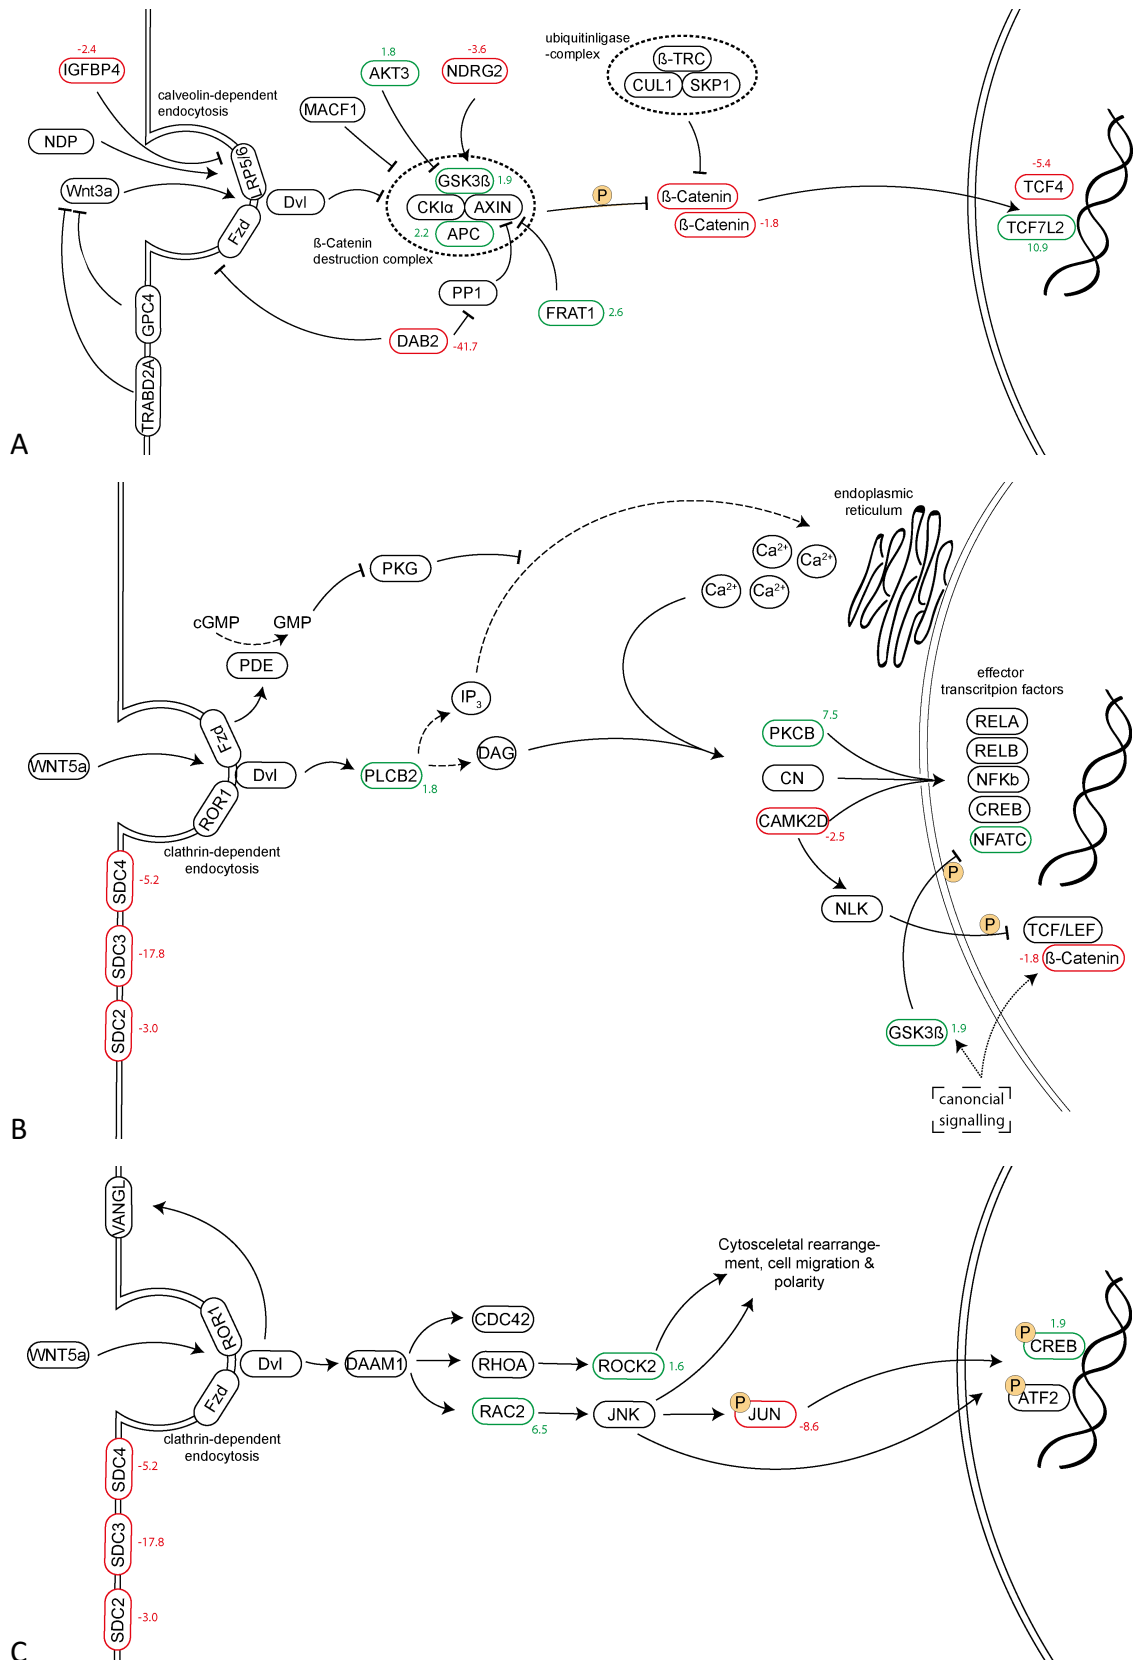 -2.4
IGFBP4
calveolin-dependent
endocytosis
NDP
Wnt3a
LRP5/6
Fzd
Dvl
GPC4
TRABD2A
MACF1
1.8
AKT3
-3.6
NDRG2
GSK3ß 1.9
CKIα AXIN
2.2 APC
ß-Catenin
destruction complex
PP1
DAB2 -41.7
FRAT1 2.6
ubiquitinligase
-complex
ß-TRC
CUL1 SKP1
P
ß-Catenin
ß-Catenin -1.8
-5.4
TCF4
TCF7L2
10.9
A
endoplasmic
reticulum
Ca2+ Ca2+
Ca2+ Ca2+
PKG
cGMP GMP
PDE
IP3
DAG
WNT5a
Fzd
Dvl
ROR1
PLCB2
1.8
clathrin-dependent
endocytosis
SDC4 -5.2
SDC3 -17.8
SDC2 -3.0
7.5
PKCB
CN
CAMK2D
-2.5
NLK
effector
transcritpion factors
RELA
RELB
NFKb
CREB
NFATC
P
P
TCF/LEF
-1.8 ß-Catenin
GSK3ß 1.9
canoncial
signalling
B
VANGL
WNT5a
ROR1
Fzd
Dvl
clathrin-dependent
endocytosis
SDC4 -5.2
SDC3 -17.8
SDC2 -3.0
DAAM1
CDC42
RHOA
RAC2
6.5
ROCK2 1.6
JNK
P
JUN
-8.6
Cytosceletal rearrange-
ment, cell migration &
polarity
1.9
P
CREB
P
ATF2
C